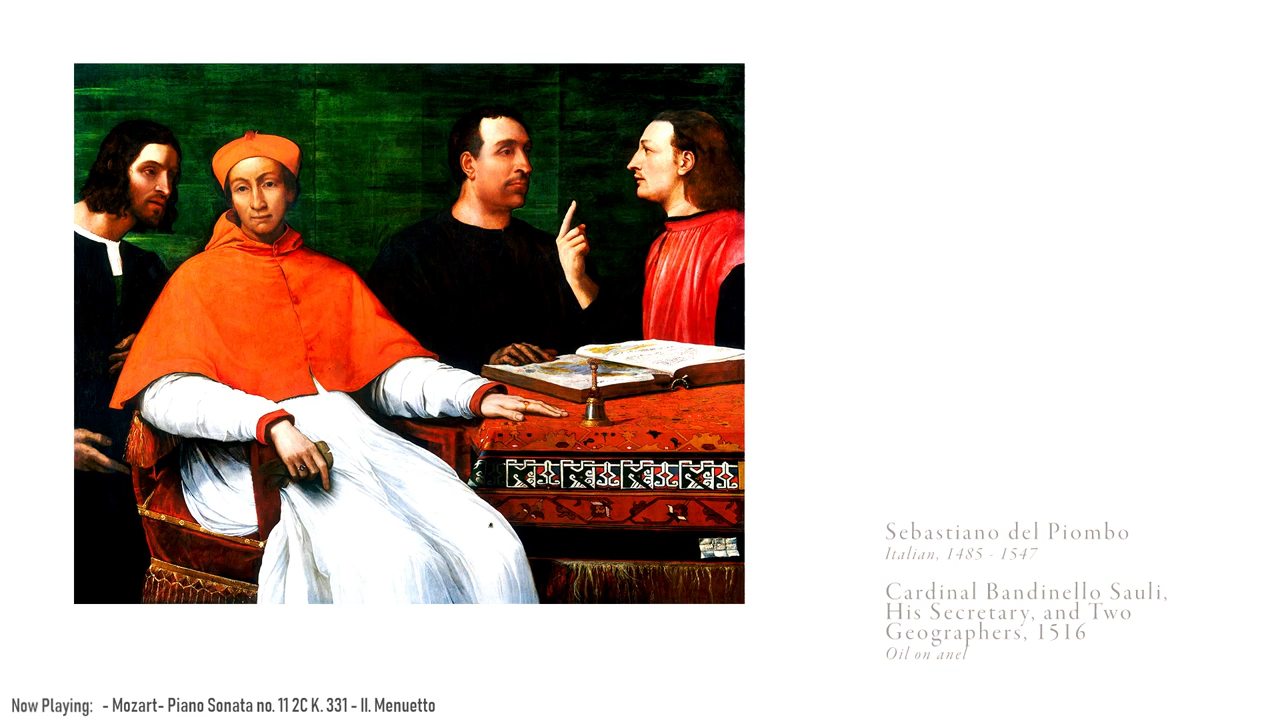 Sebastiano del Piombo
Italian, 1485 - 1547
Cardinal Bandinello Sauli,
His Secretary, and Two
Geographers, 1516
Oil on anel
Now Playing: - Mozart- Piano Sonata no. 11 2C K. 331 - II. Menuetto